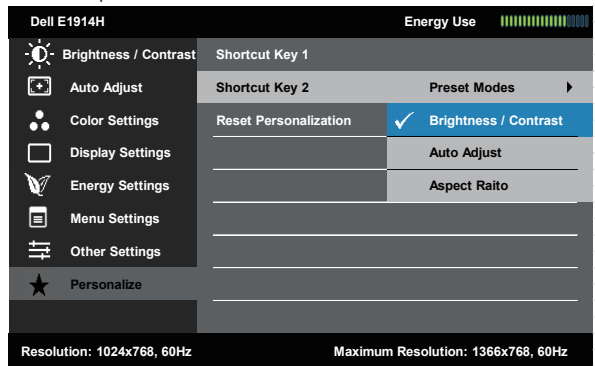 Dell E1914H Energy Use
Brightness / Contrast Shortcut Key 1
Auto Adjust Shortcut Key 2 Preset Modes
Color Settings Reset Personalization Brightness / Contrast
Display Settings Auto Adjust
Energy Settings Aspect Raito
Menu Settings
Other Settings
Personalize
Resolution: 1024x768, 60Hz Maximum Resolution: 1366x768, 60Hz